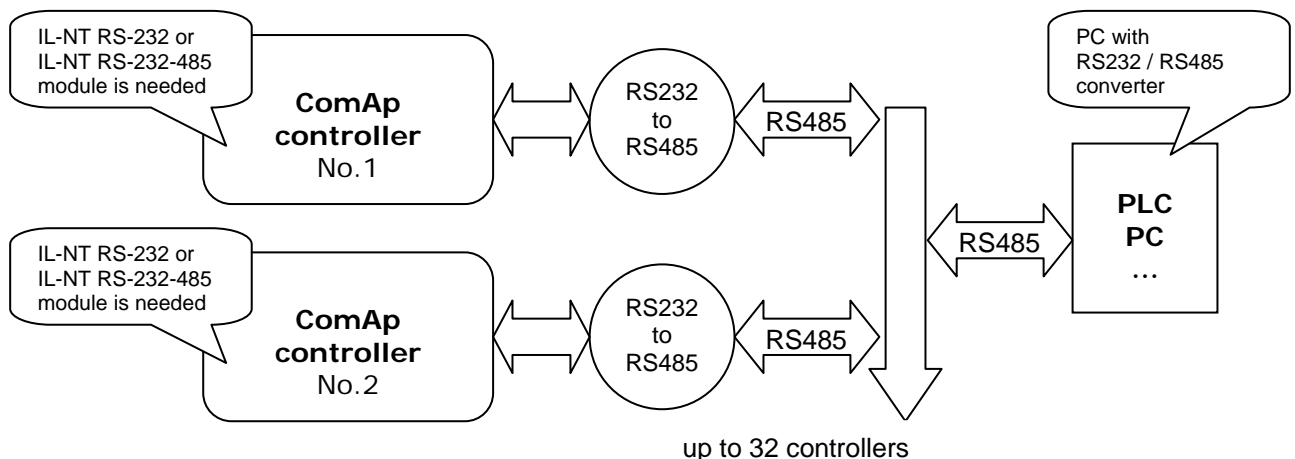 IL-NT RS-232 or
IL-NT RS-232-485
module is needed
ComAp
controller
No.1
RS232
to
RS485
RS485
PC with
RS232 / RS485
converter
PLC
PC
...
RS485
IL-NT RS-232 or
IL-NT RS-232-485
module is needed
ComAp
controller
No.2
RS232
to
RS485
RS485
up to 32 controllers